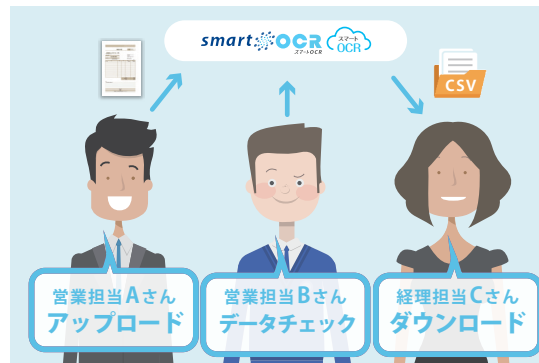 smart OCR
スマートOCR
スマート
OCR
CSV
営業担当Aさん
アップロード
営業担当Bさん
データチェック
経理担当Cさん
ダウンロード